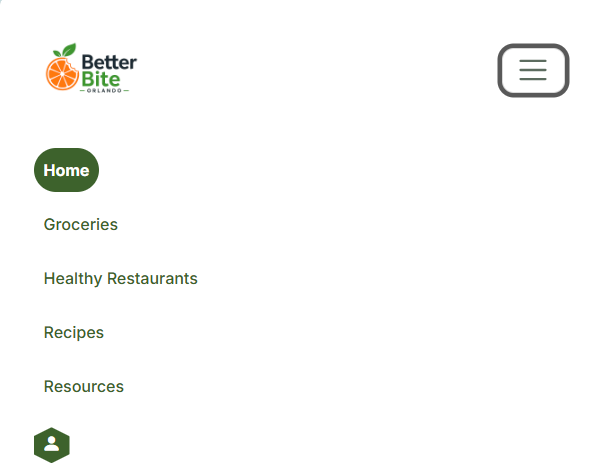 Better
Bite
ORLANDO
Home
Groceries
Healthy Restaurants
Recipes
Resources